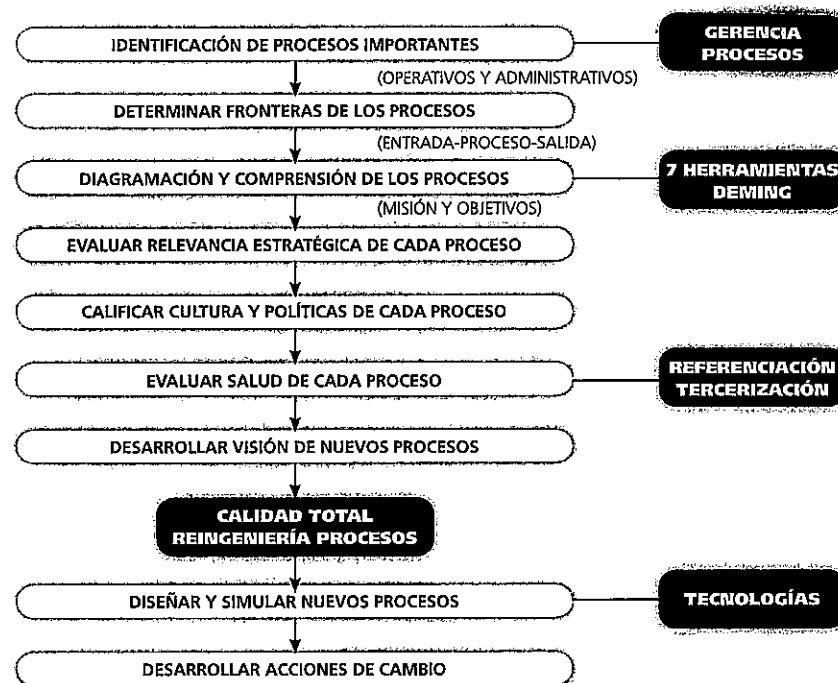 IDENTIFICACIÓN DE PROCESOS IMPORTANTES
GERENCIA
PROCESOS
(OPERATIVOS Y ADMINISTRATIVOS)
DETERMINAR FRONTERAS DE LOS PROCESOS
(ENTRADA-PROCESO-SALIDA)
DIAGRAMACIÓN Y COMPRENSIÓN DE LOS PROCESOS
7 HERRAMIENTAS
DEMING
(MISIÓN Y OBJETIVOS)
EVALUAR RELEVANCIA ESTRATÉGICA DE CADA PROCESO
CALIFICAR CULTURA Y POLÍTICAS DE CADA PROCESO
EVALUAR SALUD DE CADA PROCESO
REFERENCIACIÓN
TERCERIZACIÓN
DESARROLLAR VISIÓN DE NUEVOS PROCESOS
CALIDAD TOTAL
REINGENIERÍA PROCESOS
DISEÑAR Y SIMULAR NUEVOS PROCESOS
TECNOLOGÍAS
DESARROLLAR ACCIONES DE CAMBIO